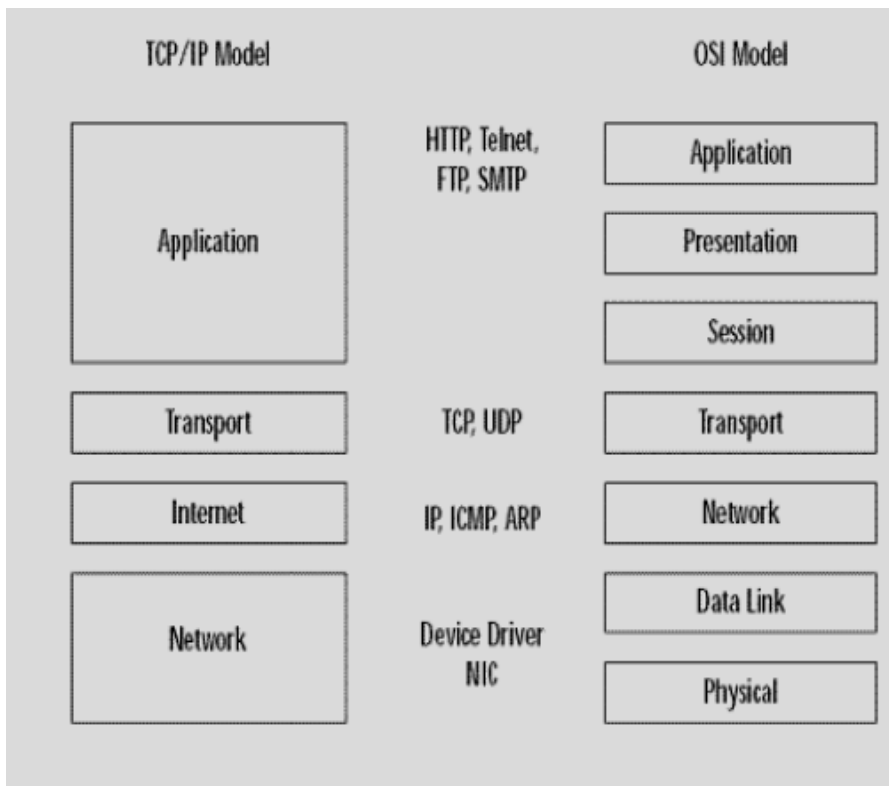 TCP/IP Model
OSI Model
Application
HTTP, Telnet,
FTP, SMTP
Application
Presentation
Session
Transport
TCP, UDP
Transport
Internet
IP, ICMP, ARP
Network
Network
Device Driver
NIC
Data Link
Physical